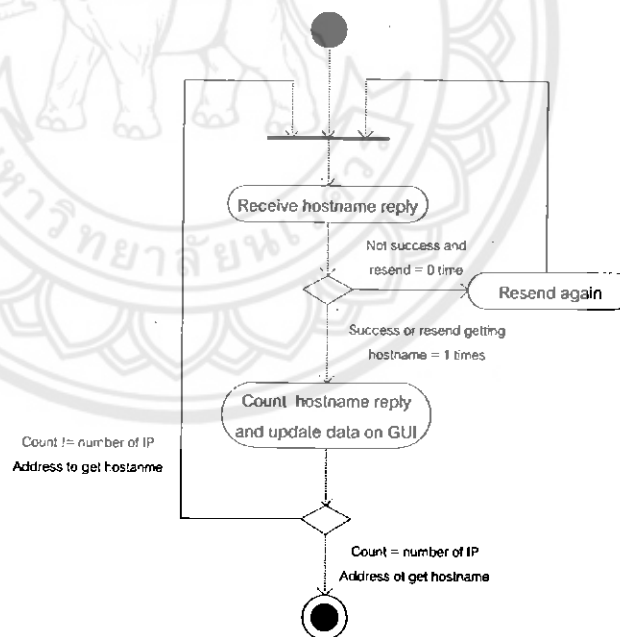 Receive hostname reply
Not success and
resend = 0 time
Resend again
Success or resend getting
hostname = 1 times
Count hostname reply
and update data on GUI
Count != number of IP
Address to get hostanme
Count = number of IP
Address ot get hostname